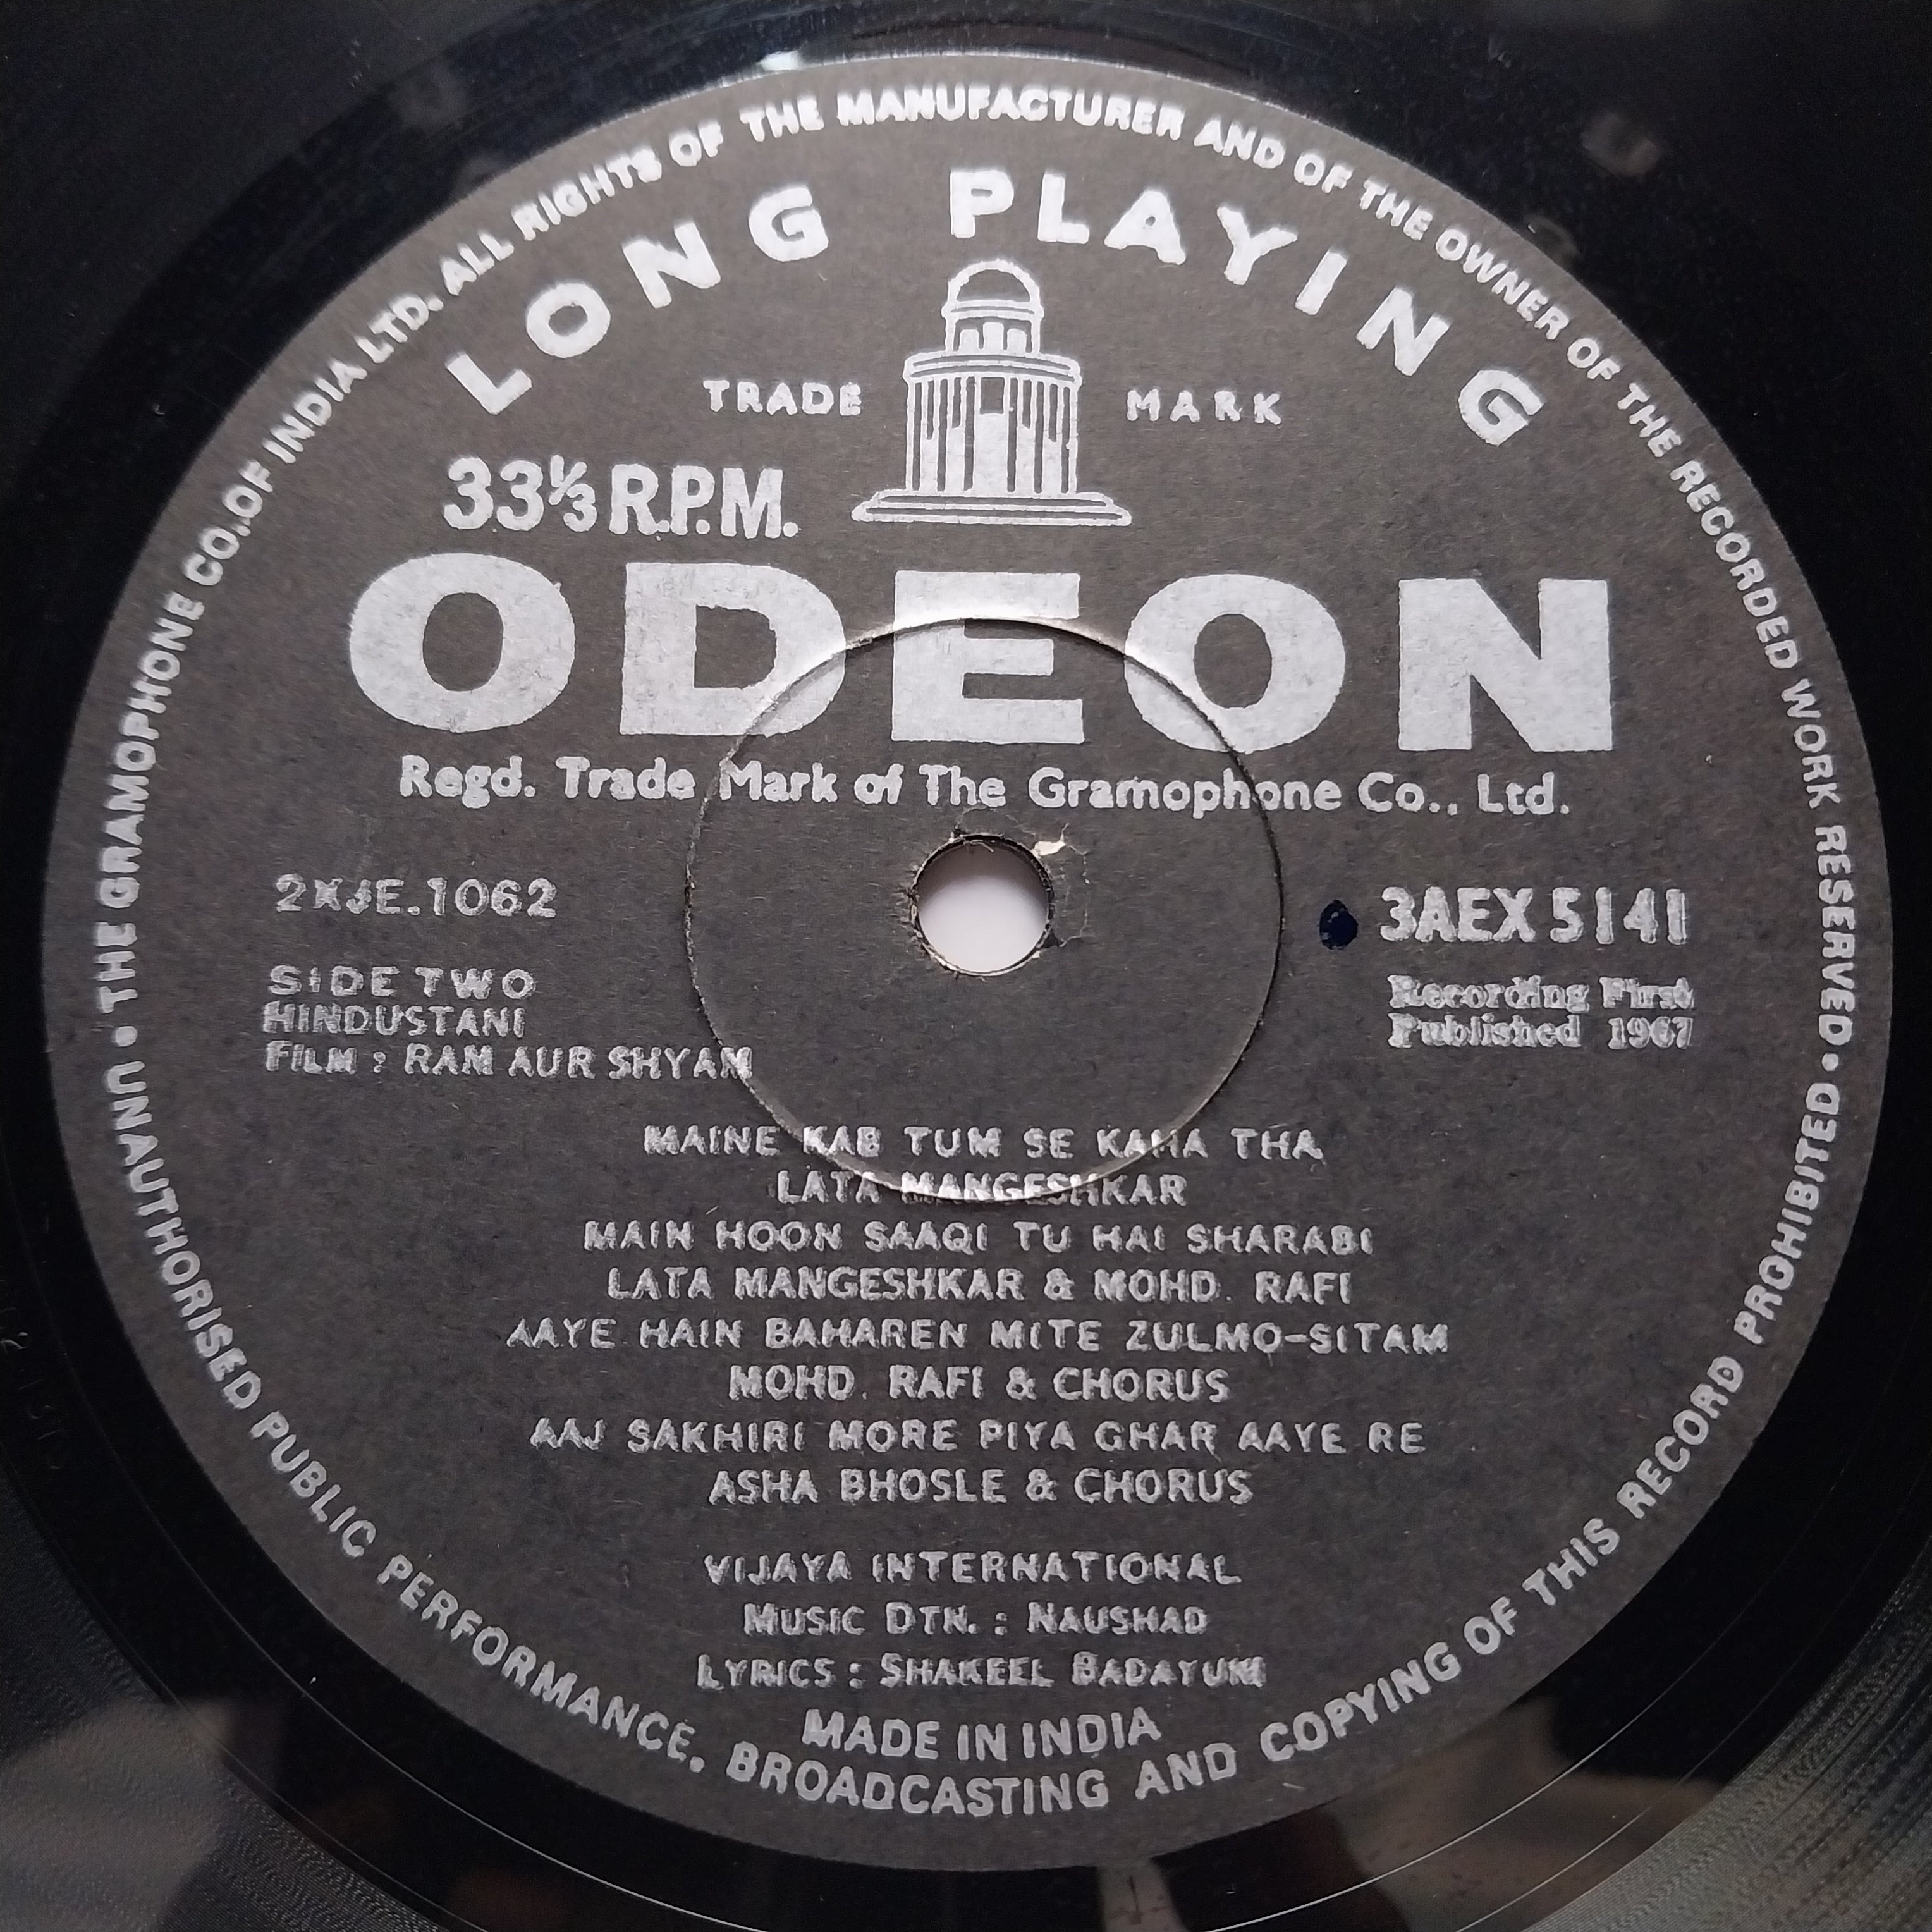 • THE GRAMOPHONE CO.OF INDIA LTD. ALL RIGHTS OF THE MANUFACTURER AND OF THE OWNER OF THE RECORDED WORK RESERVED •
LONG PLAYING
TRADE MARK
33⅓ R.P.M.
ODEON
Regd. Trade Mark of The Gramophone Co., Ltd.
2XJE.1062
3AEX 5141
SIDE TWO
HINDUSTANI
FILM : RAM AUR SHYAM
Recording First
Published 1967
MAINE KAB TUM SE KAHA THA
LATA MANGESHKAR
MAIN HOON SAAQI TU HAI SHARABI
LATA MANGESHKAR & MOHD. RAFI
AAYE HAIN BAHAREN MITE ZULMO-SITAM
MOHD. RAFI & CHORUS
AAJ SAKHIRI MORE PIYA GHAR AAYE RE
ASHA BHOSLE & CHORUS
VIJAYA INTERNATIONAL
MUSIC DTN. : NAUSHAD
LYRICS : SHAKEEL BADAYUNI
MADE IN INDIA
UNAUTHORISED PUBLIC PERFORMANCE, BROADCASTING AND COPYING OF THIS RECORD PROHIBITED